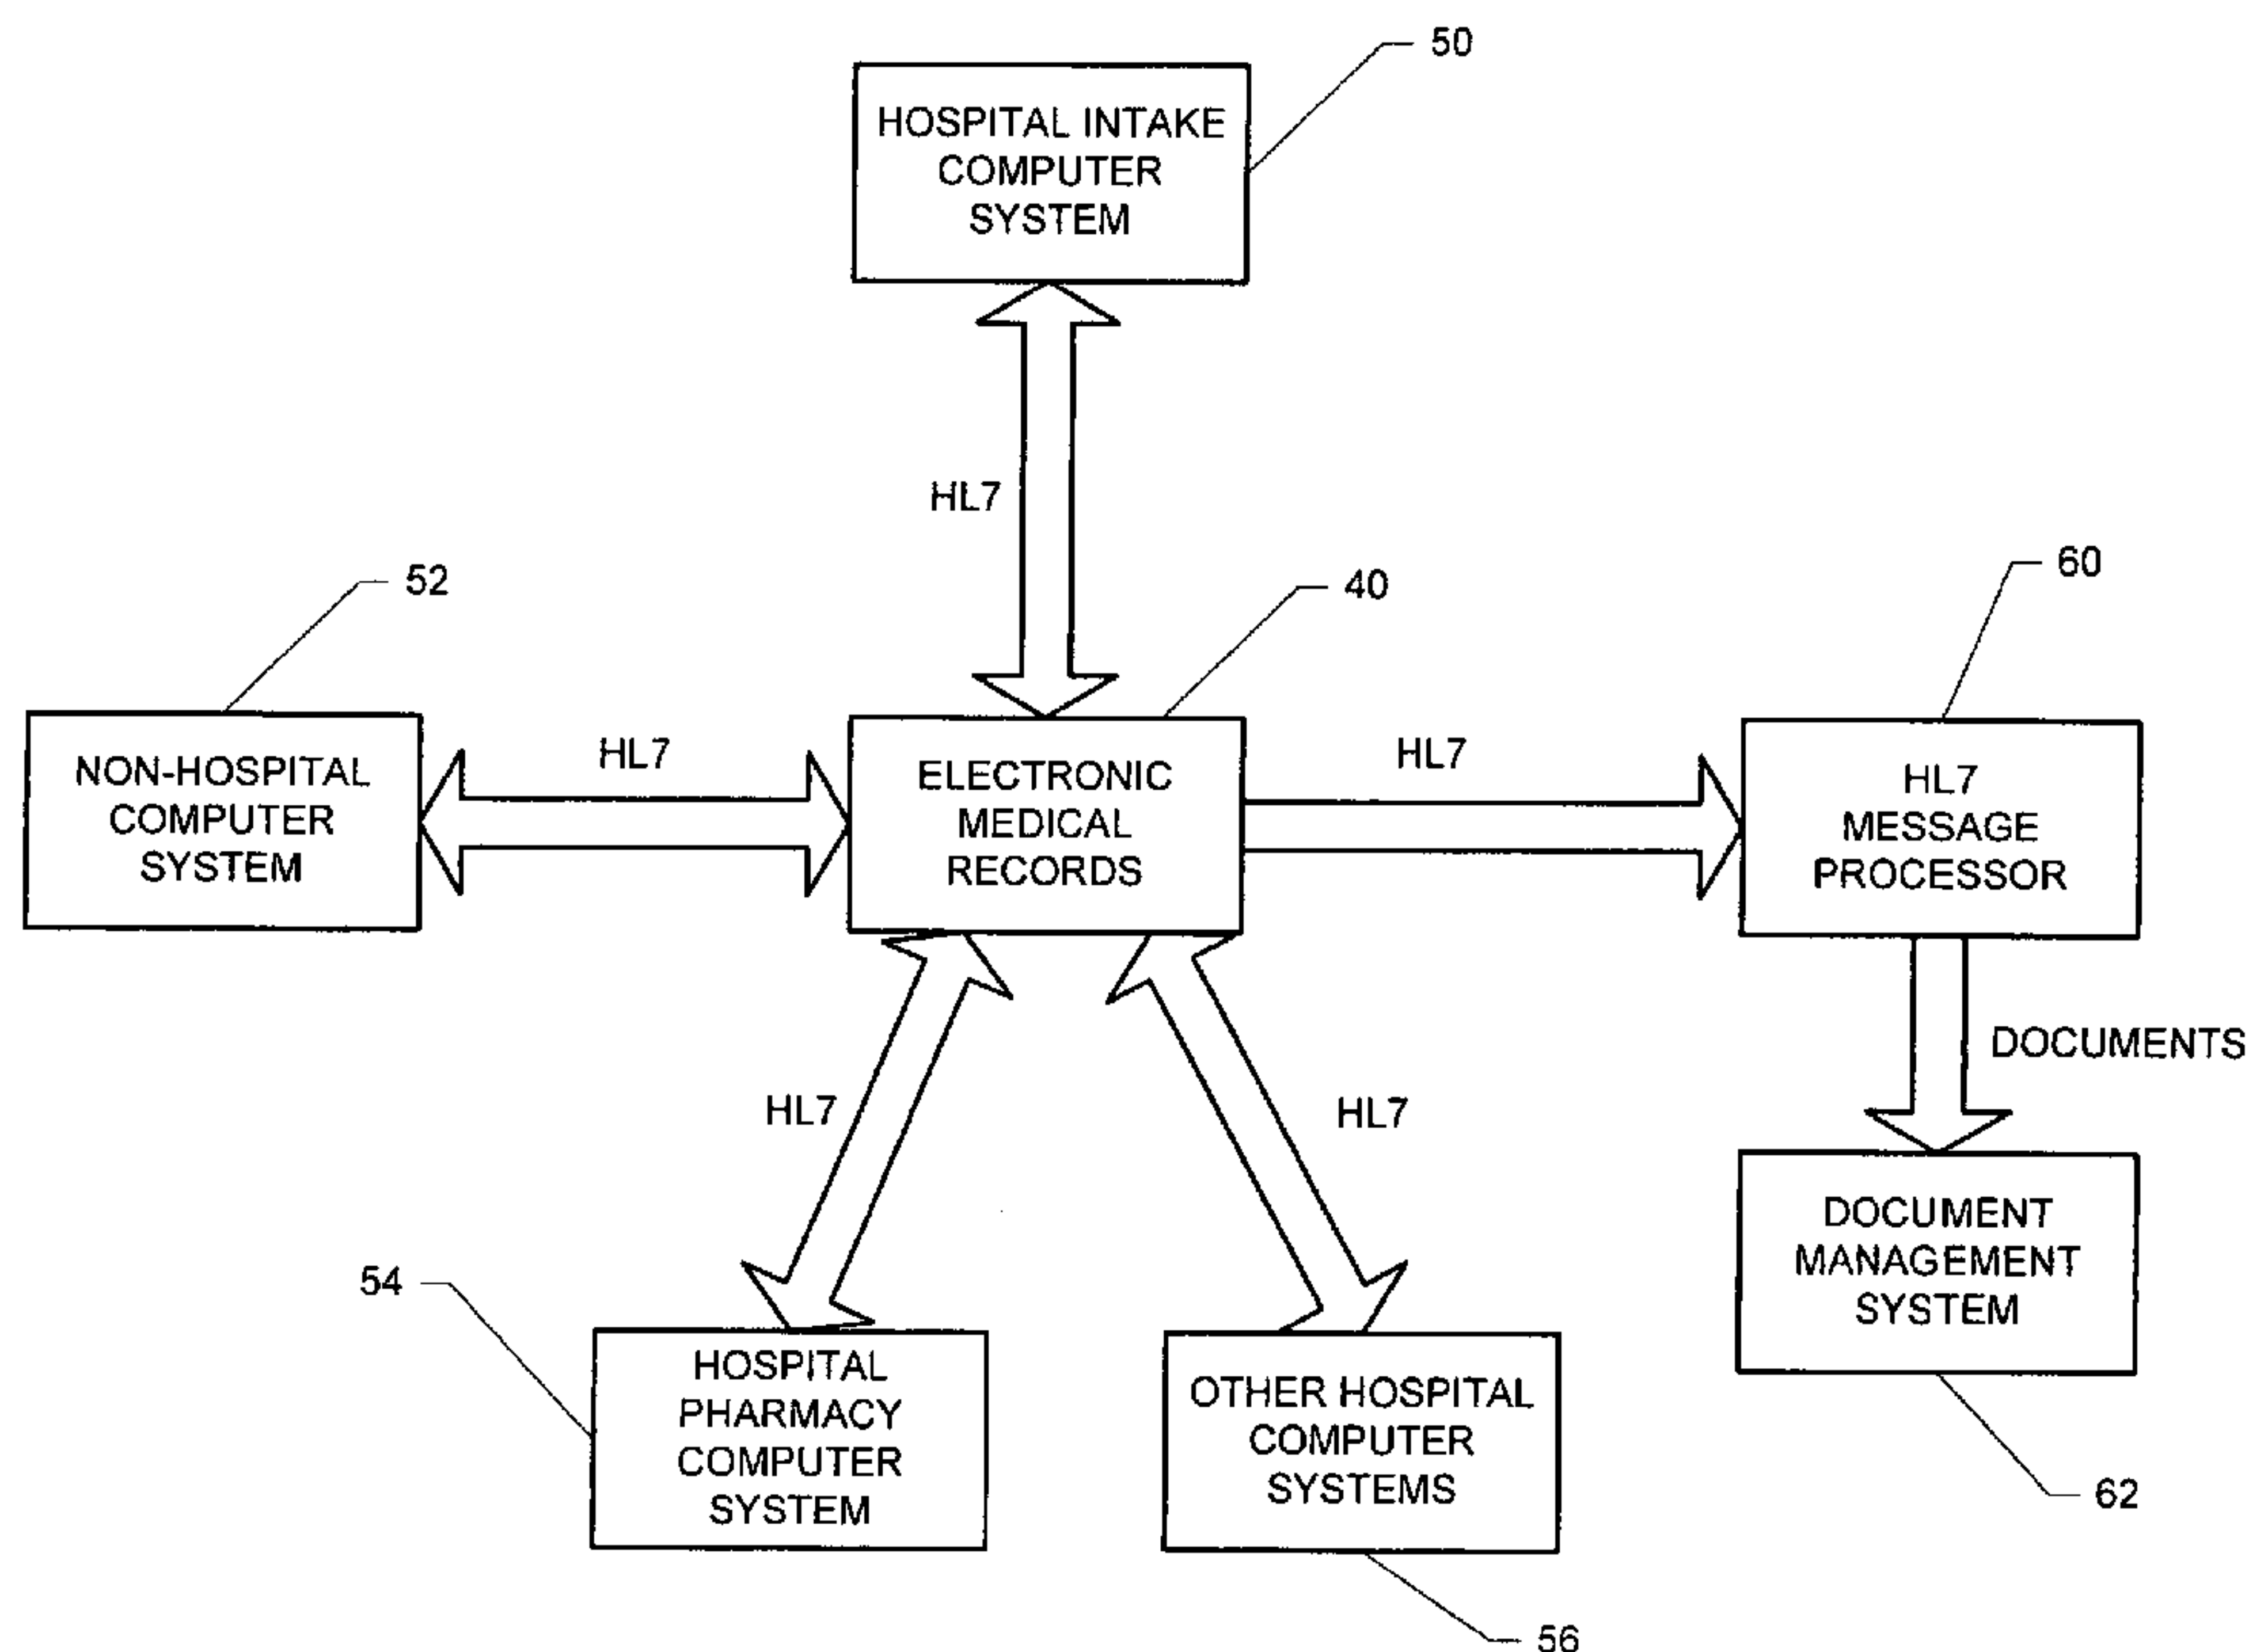 50
HOSPITAL INTAKE
COMPUTER
SYSTEM
HL7
52
40
60
NON-HOSPITAL
COMPUTER
SYSTEM
HL7
ELECTRONIC
MEDICAL
RECORDS
HL7
HL7
MESSAGE
PROCESSOR
DOCUMENTS
HL7
HL7
DOCUMENT
MANAGEMENT
SYSTEM
54
HOSPITAL
PHARMACY
COMPUTER
SYSTEM
OTHER HOSPITAL
COMPUTER
SYSTEMS
62
56